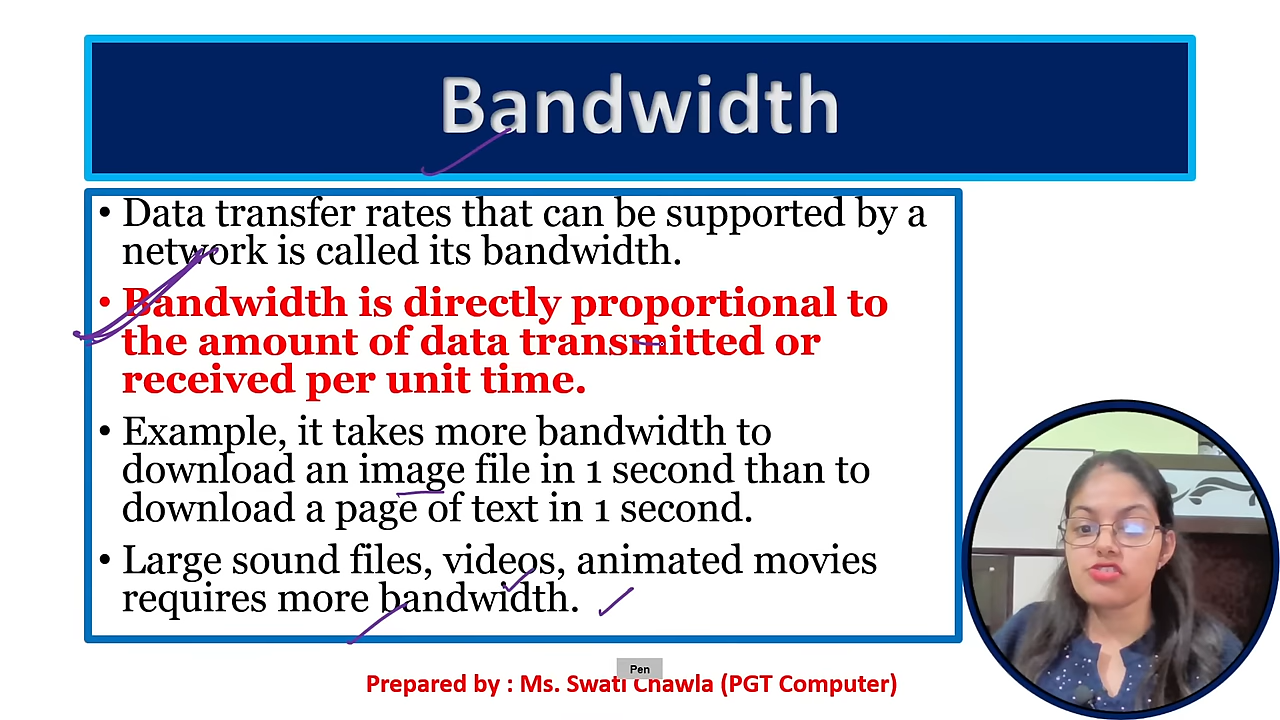 Bandwidth
• Data transfer rates that can be supported by a
network is called its bandwidth.
• Bandwidth is directly proportional to
the amount of data transmitted or
received per unit time.
• Example, it takes more bandwidth to
download an image file in 1 second than to
download a page of text in 1 second.
• Large sound files, videos, animated movies
requires more bandwidth.
Pen
Prepared by : Ms. Swati Chawla (PGT Computer)